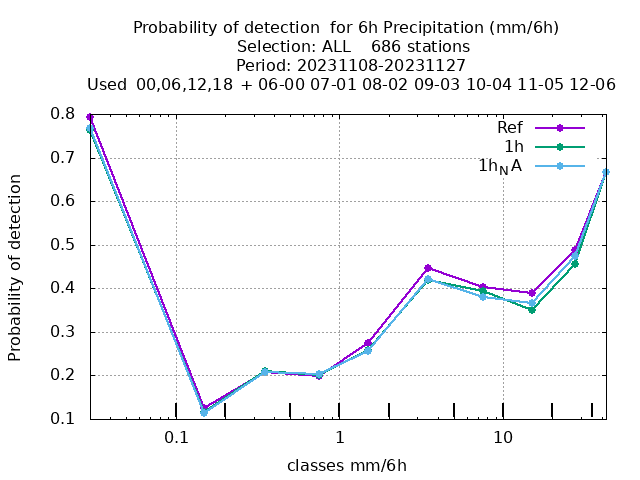 Probability of detection  for 6h Precipitation (mm/6h)
Selection: ALL    686 stations
Period: 20231108-20231127
Used  00,06,12,18  + 06-00 07-01 08-02 09-03 10-04 11-05 12-06
Ref
1h
1h_NA
Probability of detection
0.8
0.7
0.6
0.5
0.4
0.3
0.2
0.1
0.1
1
10
classes mm/6h